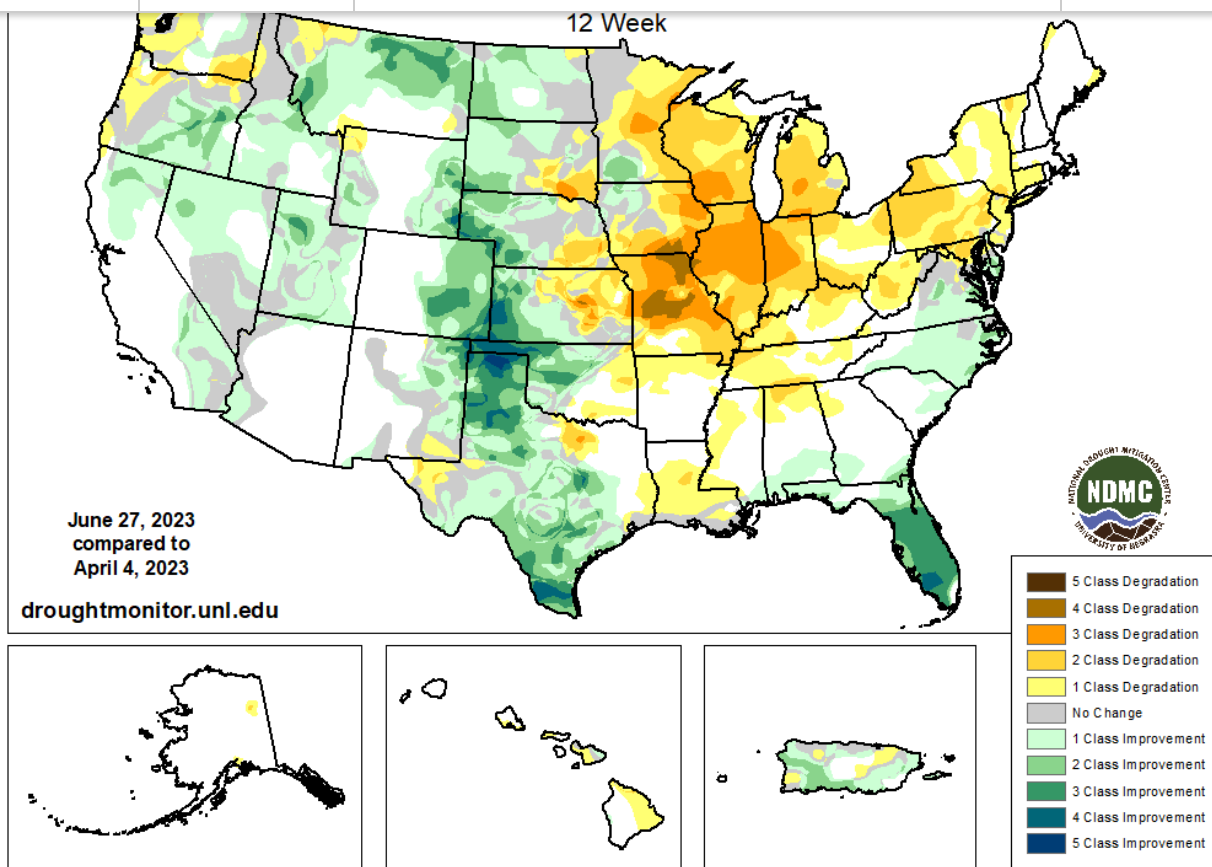 12 Week
NATIONAL DROUGHT MITIGATION CENTER
NDMC
UNIVERSITY OF NEBRASKA
June 27, 2023
compared to
April 4, 2023
droughtmonitor.unl.edu
5 Class Degradation
4 Class Degradation
3 Class Degradation
2 Class Degradation
1 Class Degradation
No Change
1 Class Improvement
2 Class Improvement
3 Class Improvement
4 Class Improvement
5 Class Improvement